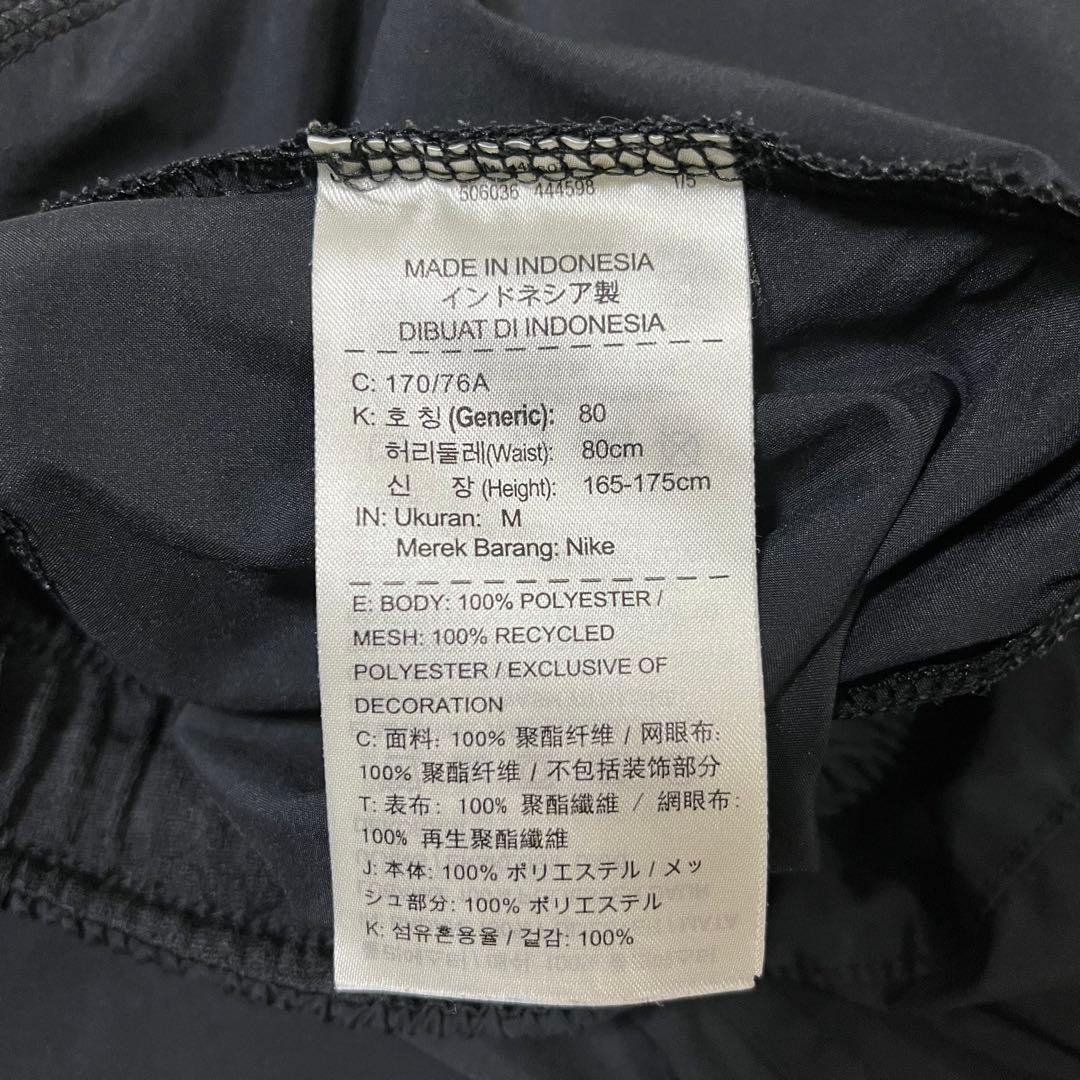 506036 444598 1/5
MADE IN INDONESIA
インドネシア製
DIBUAT DI INDONESIA
C: 170/76A
K: 호 칭 (Generic): 80
허리둘레(Waist): 80cm
신 장 (Height): 165-175cm
IN: Ukuran: M
Merek Barang: Nike
E: BODY: 100% POLYESTER /
MESH: 100% RECYCLED
POLYESTER / EXCLUSIVE OF
DECORATION
C: 面料: 100% 聚酯纤维 / 网眼布:
100% 聚酯纤维 / 不包括装饰部分
T: 表布: 100% 聚酯纖維 / 網眼布:
100% 再生聚酯纖維
J: 本体: 100% ポリエステル / メッ
シュ部分: 100% ポリエステル
K: 섬유혼용율 / 겉감: 100%